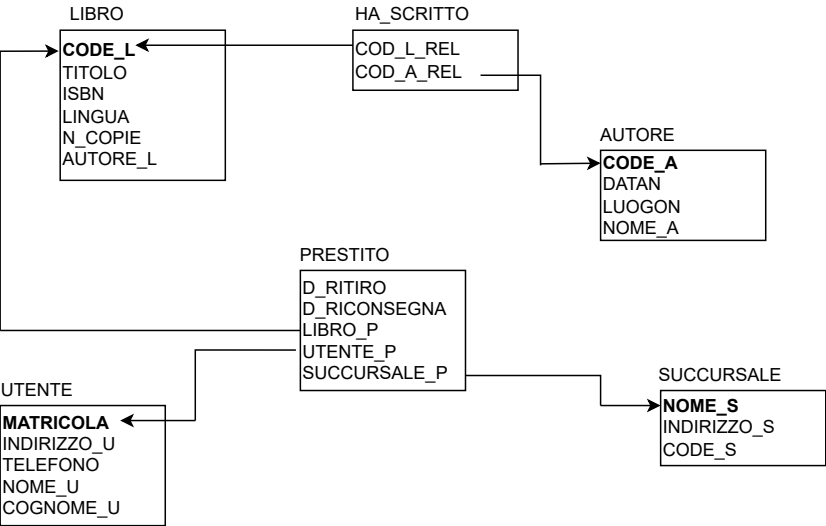 LIBRO
CODE_L
TITOLO
ISBN
LINGUA
N_COPIE
AUTORE_L
HA_SCRITTO
COD_L_REL
COD_A_REL
AUTORE
CODE_A
DATAN
LUOGON
NOME_A
PRESTITO
D_RITIRO
D_RICONSEGNA
LIBRO_P
UTENTE_P
SUCCURSALE_P
UTENTE
MATRICOLA
INDIRIZZO_U
TELEFONO
NOME_U
COGNOME_U
SUCCURSALE
NOME_S
INDIRIZZO_S
CODE_S